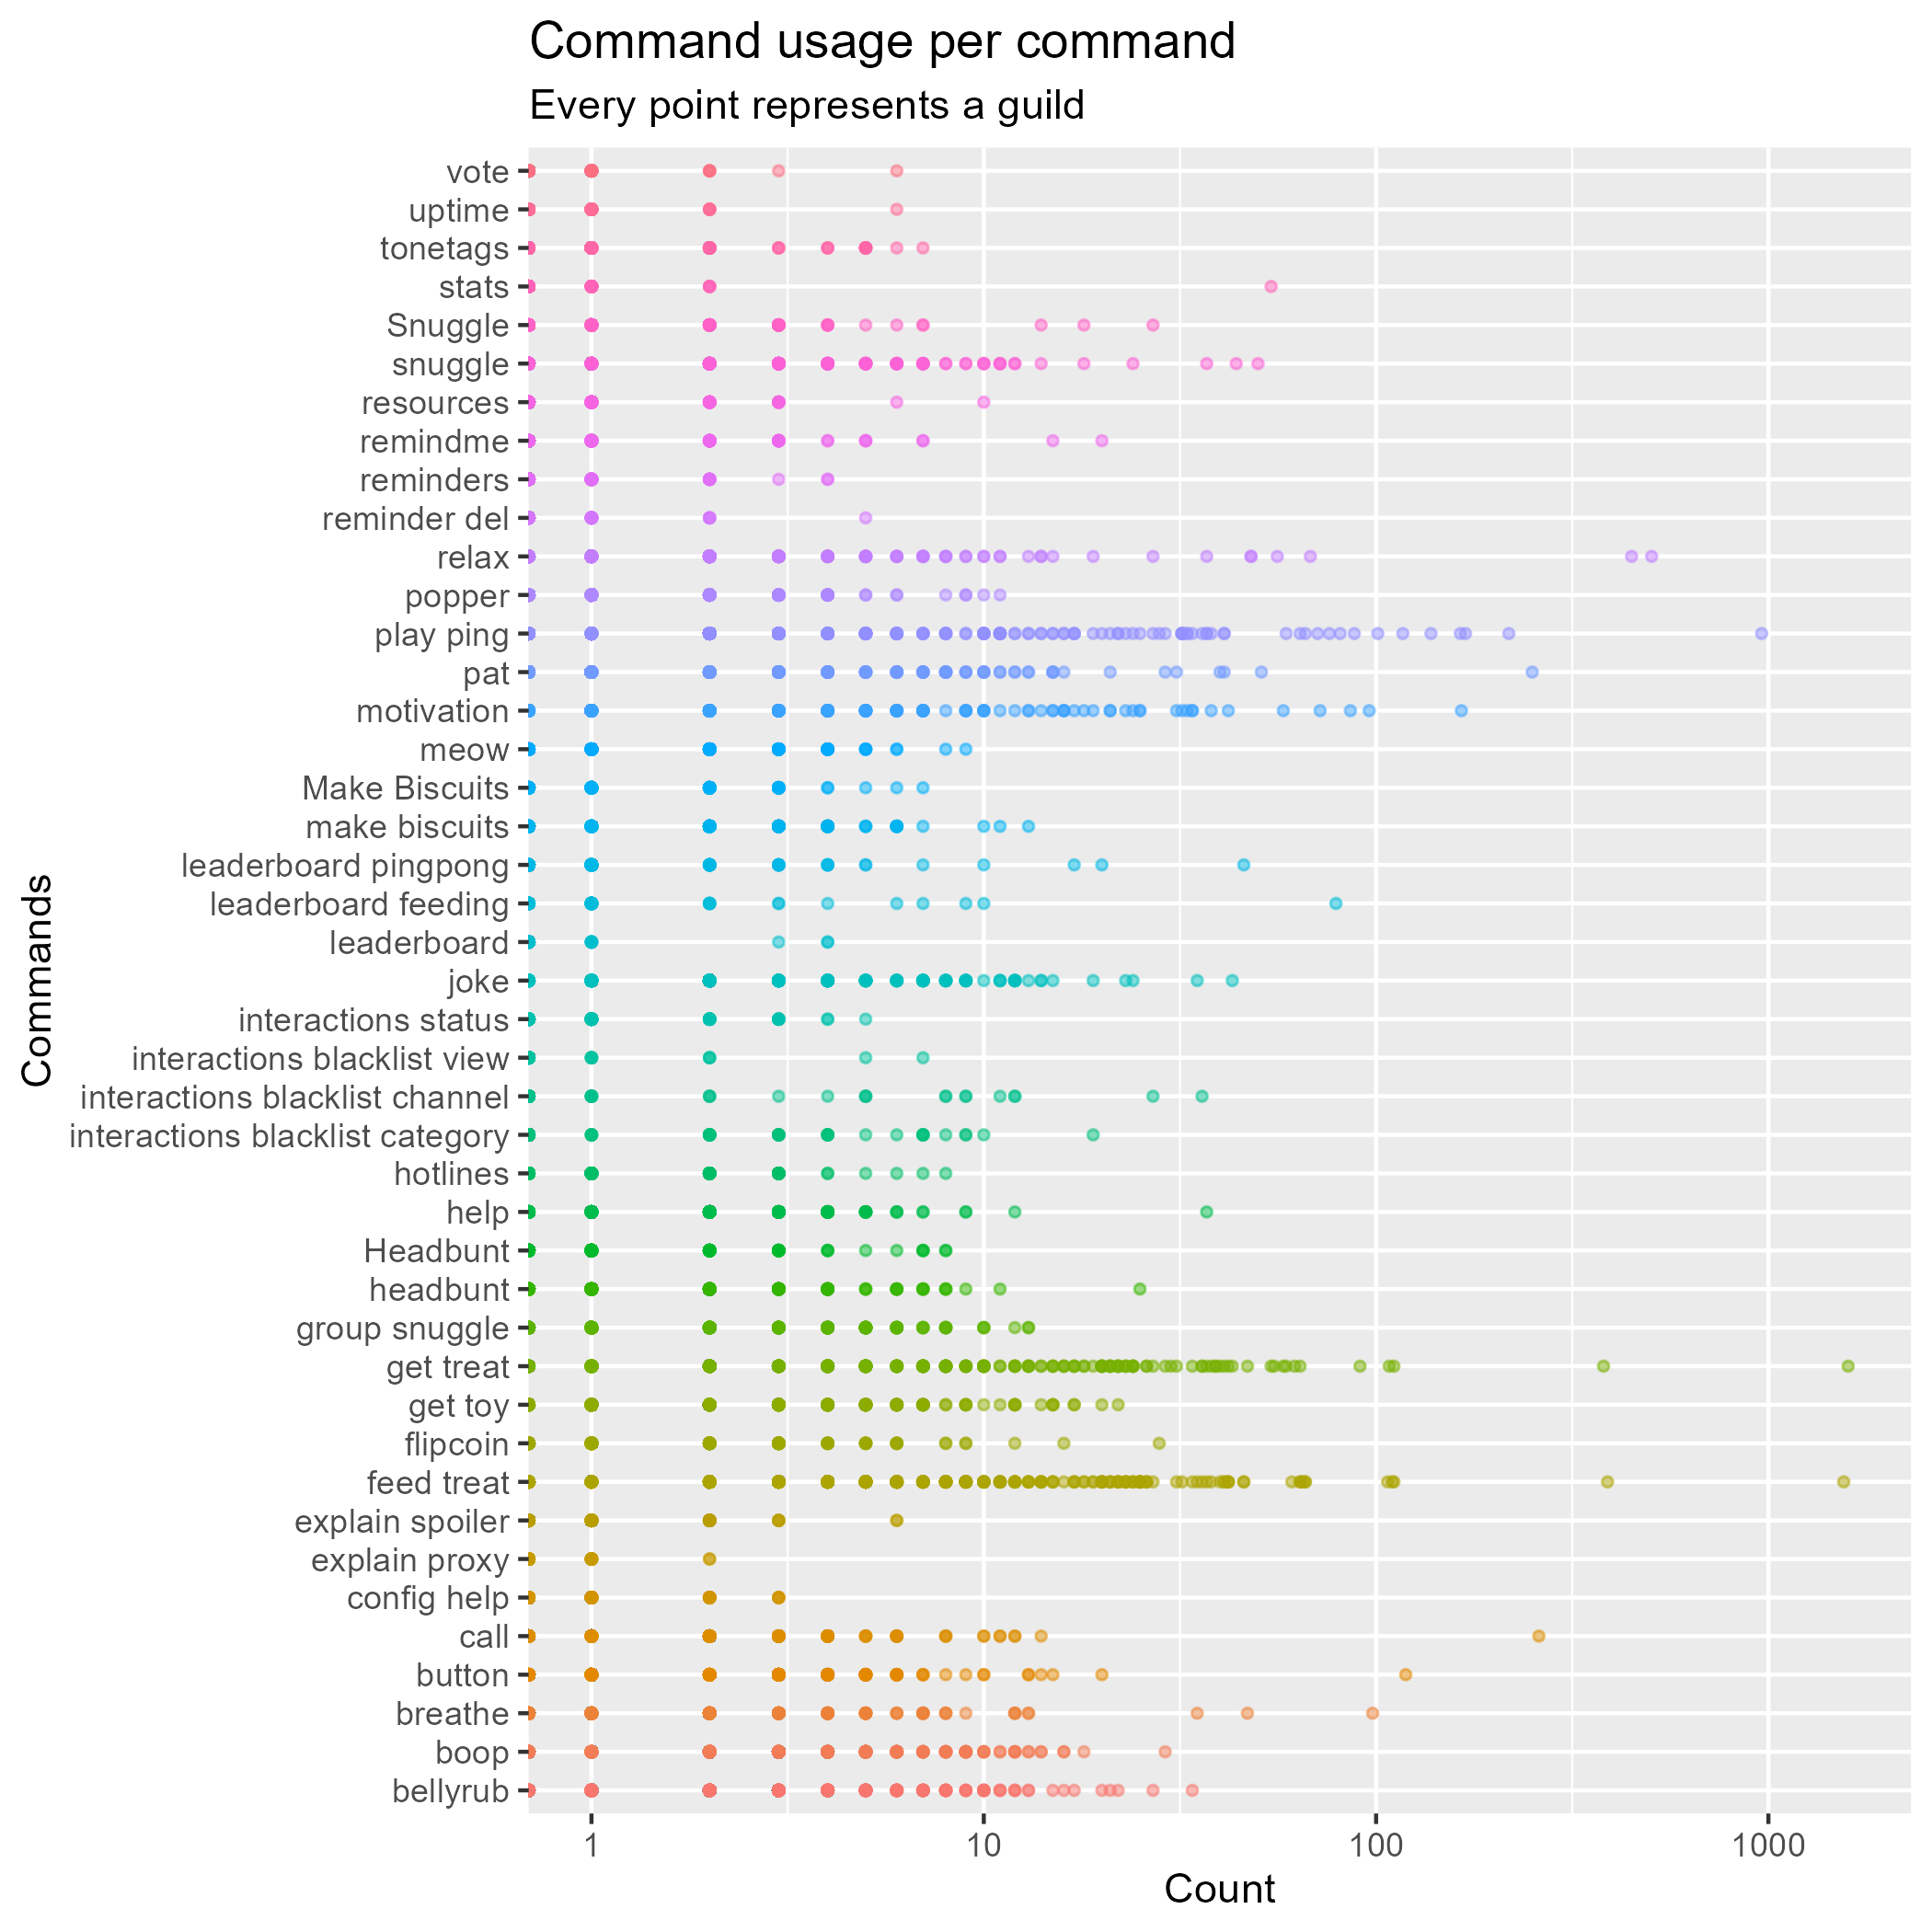 Command usage per command
Every point represents a guild
vote
uptime
tonetags
stats
Snuggle
snuggle
resources
remindme
reminders
reminder del
relax
popper
play ping
pat
motivation
meow
Make Biscuits
make biscuits
leaderboard pingpong
leaderboard feeding
leaderboard
joke
interactions status
interactions blacklist view
interactions blacklist channel
interactions blacklist category
hotlines
help
Headbunt
headbunt
group snuggle
get treat
get toy
flipcoin
feed treat
explain spoiler
explain proxy
config help
call
button
breathe
boop
bellyrub
Commands
1 10 100 1000
Count